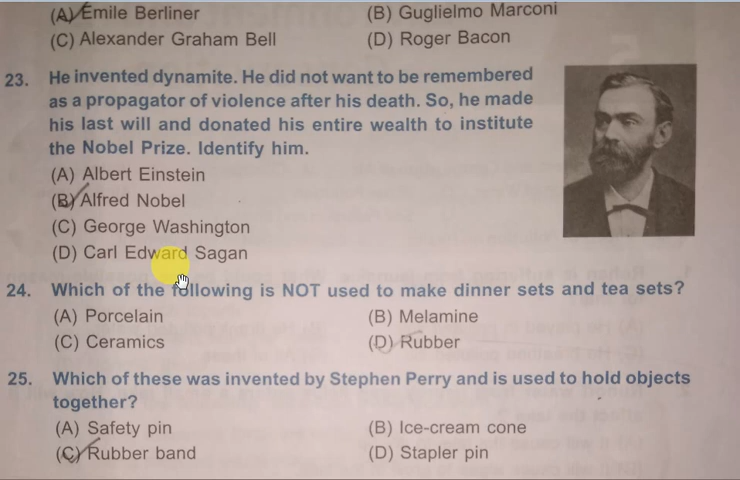 (A) Emile Berliner (B) Guglielmo Marconi
(C) Alexander Graham Bell (D) Roger Bacon
23. He invented dynamite. He did not want to be remembered
as a propagator of violence after his death. So, he made
his last will and donated his entire wealth to institute
the Nobel Prize. Identify him.
(A) Albert Einstein
(B) Alfred Nobel
(C) George Washington
(D) Carl Edward Sagan
24. Which of the following is NOT used to make dinner sets and tea sets?
(A) Porcelain (B) Melamine
(C) Ceramics (D) Rubber
25. Which of these was invented by Stephen Perry and is used to hold objects
together?
(A) Safety pin (B) Ice-cream cone
(C) Rubber band (D) Stapler pin